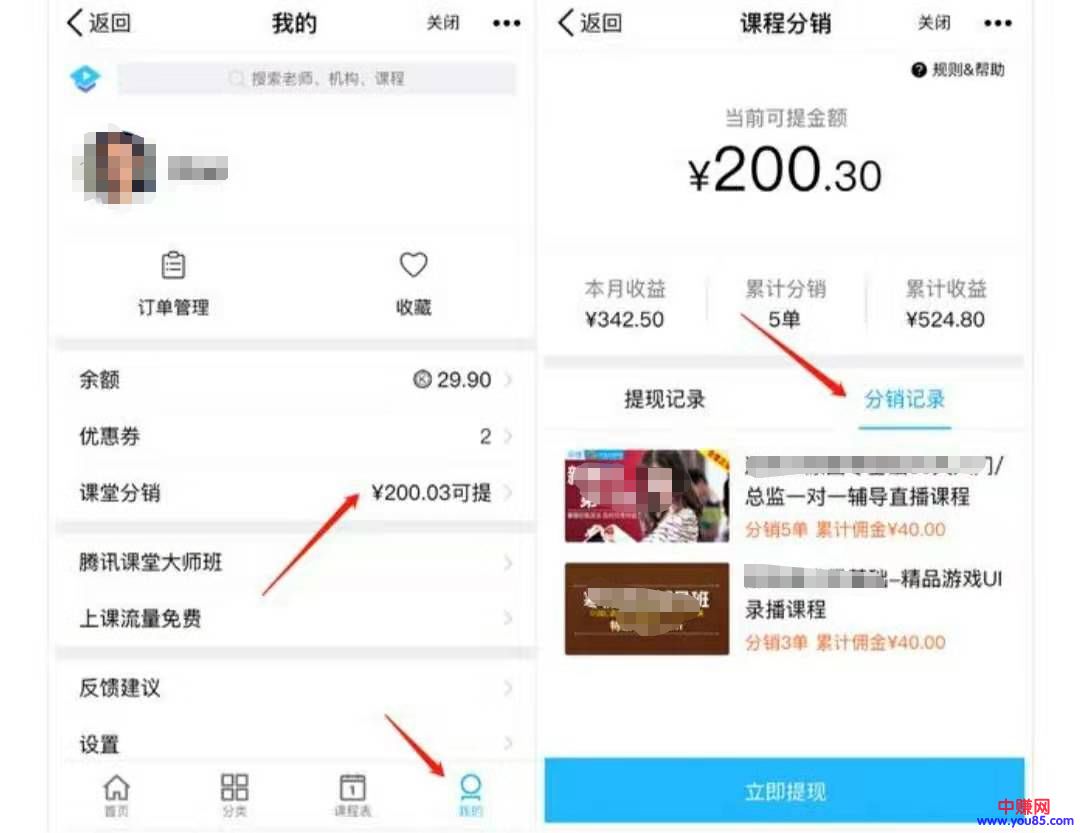 返回
我的
关闭
搜索老师、机构、课程
订单管理
收藏
余额
29.90
优惠券
2
课堂分销
¥200.03可提
腾讯课堂大师班
上课流量免费
反馈建议
设置
首页
分类
1
课程表
我的
返回
课程分销
关闭
规则&帮助
当前可提金额
¥200.30
本月收益
¥342.50
累计分销
5单
累计收益
¥524.80
提现记录
分销记录
门/
总监一对一辅导直播课程
分销5单 累计佣金¥40.00
基础-精品游戏UI
录播课程
分销3单 累计佣金¥40.00
立即提现
中赚网
www.you85.com